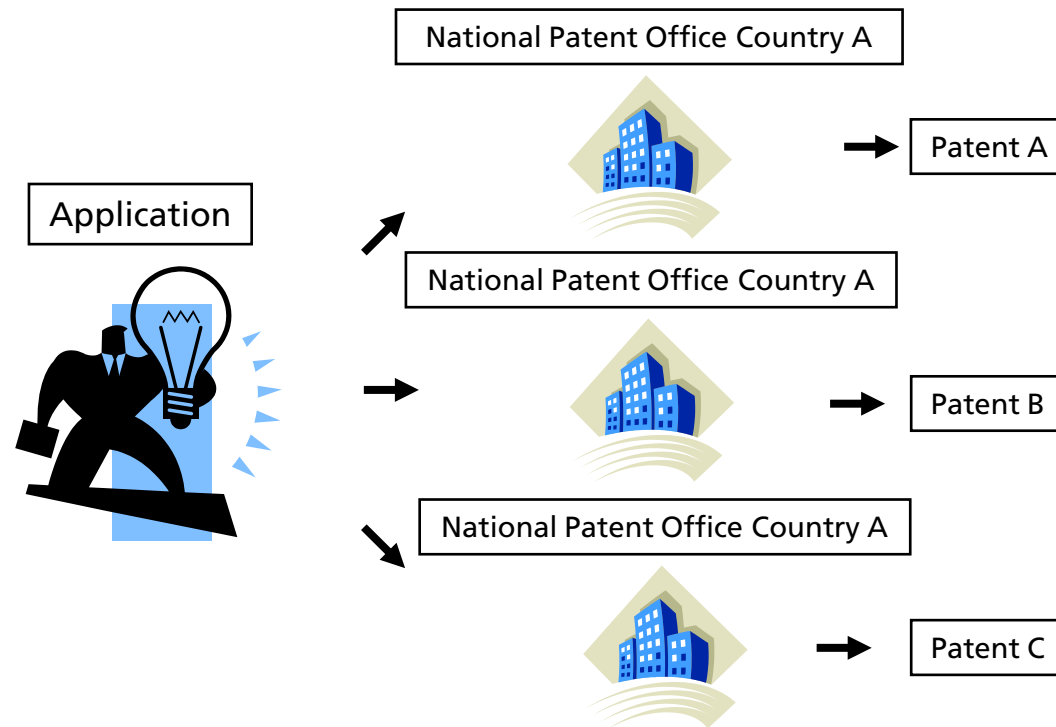 National Patent Office Country A
Patent A
Application
National Patent Office Country A
Patent B
National Patent Office Country A
Patent C